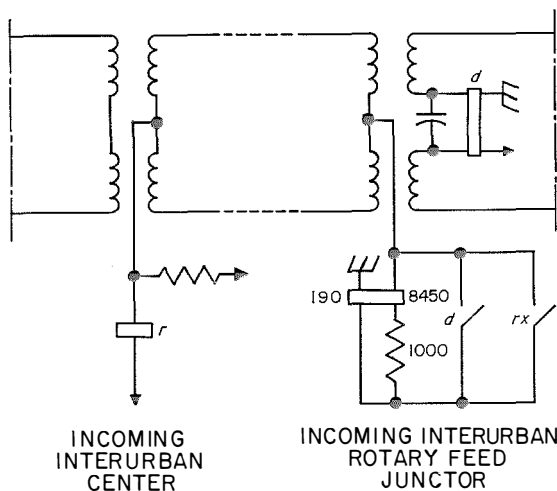 d
190
8450
d
rx
1000
r
INCOMING
INTERURBAN
CENTER
INCOMING INTERURBAN
ROTARY FEED
JUNCTOR